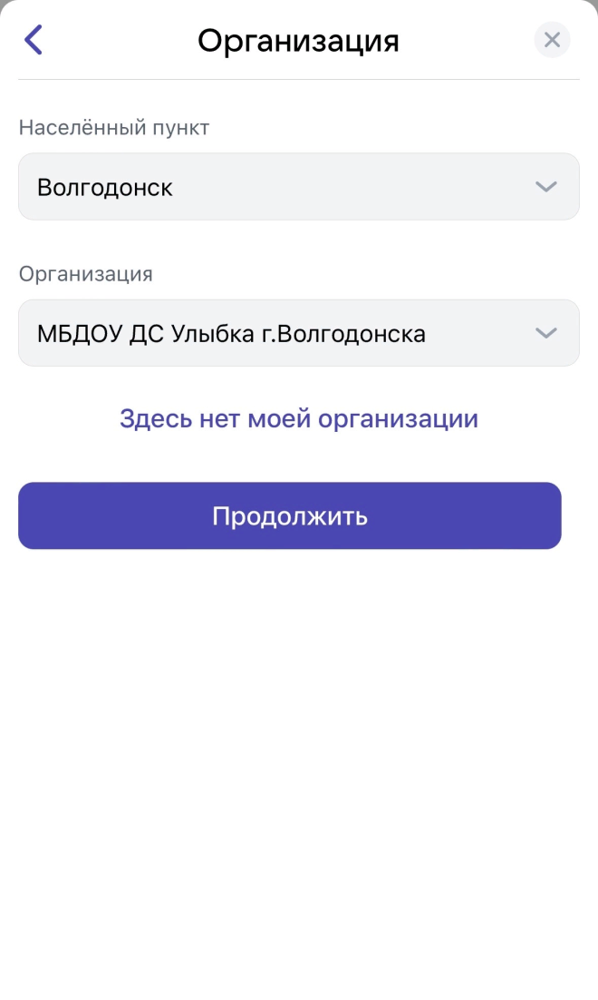 Организация
Населённый пункт
Волгодонск
Организация
МБДОУ ДС Улыбка г.Волгодонска
Здесь нет моей организации
Продолжить